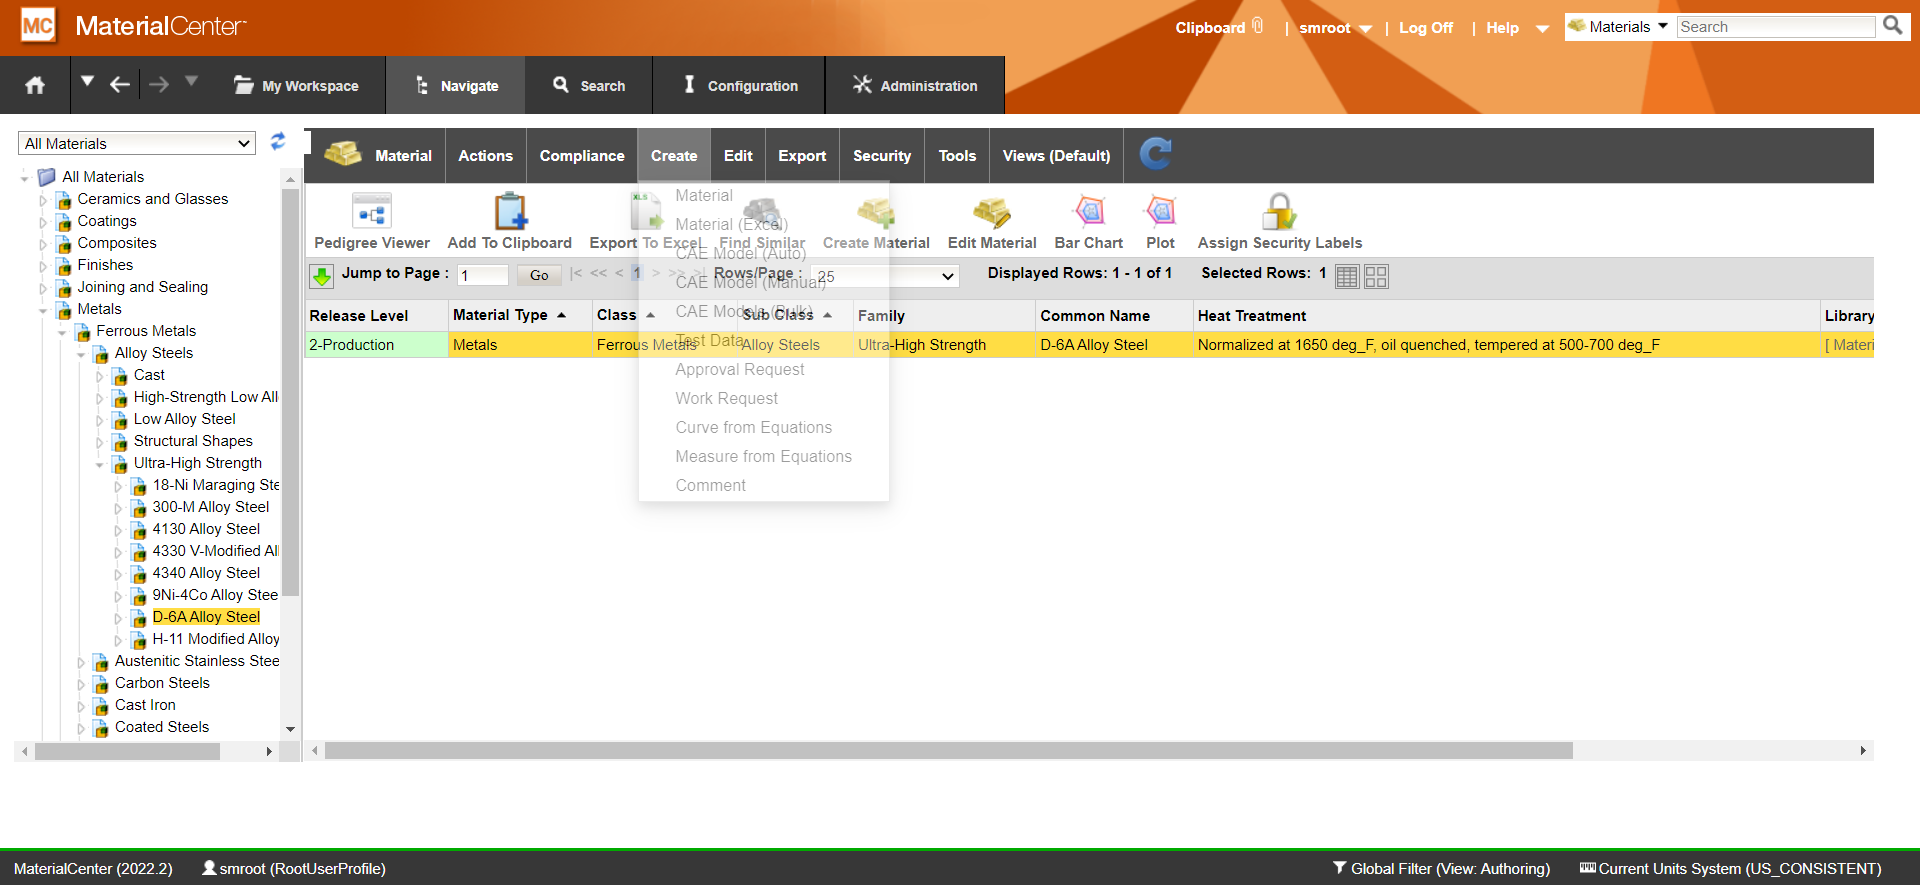 MC MaterialCenter
Clipboard | smroot | Log Off | Help
Materials Search
My Workspace Navigate Search Configuration Administration
All Materials
All Materials
Ceramics and Glasses
Coatings
Composites
Finishes
Joining and Sealing
Metals
Ferrous Metals
Alloy Steels
Cast
High-Strength Low All
Low Alloy Steel
Structural Shapes
Ultra-High Strength
18-Ni Maraging Ste
300-M Alloy Steel
4130 Alloy Steel
4330 V-Modified Al
4340 Alloy Steel
9Ni-4Co Alloy Stee
D-6A Alloy Steel
H-11 Modified Alloy
Austenitic Stainless Stee
Carbon Steels
Cast Iron
Coated Steels
Material Actions Compliance Create Edit Export Security Tools Views (Default)
XLS
Pedigree Viewer Add To Clipboard Export To Excel Find Similar Create Material Edit Material Bar Chart Plot Assign Security Labels
Jump to Page : 1 Go |< << < 1 > >> >| Rows/Page : 25 Displayed Rows: 1 - 1 of 1 Selected Rows: 1
Release Level Material Type Class Sub Class Family Common Name Heat Treatment Library
2-Production Metals Ferrous Metals Alloy Steels Ultra-High Strength D-6A Alloy Steel Normalized at 1650 deg_F, oil quenched, tempered at 500-700 deg_F [ Materi
Material
Material (Excel)
CAE Model (Auto)
CAE Model (Manual)
CAE Models (Bulk)
Test Data
Approval Request
Work Request
Curve from Equations
Measure from Equations
Comment
MaterialCenter (2022.2) smroot (RootUserProfile) Global Filter (View: Authoring) Current Units System (US_CONSISTENT)